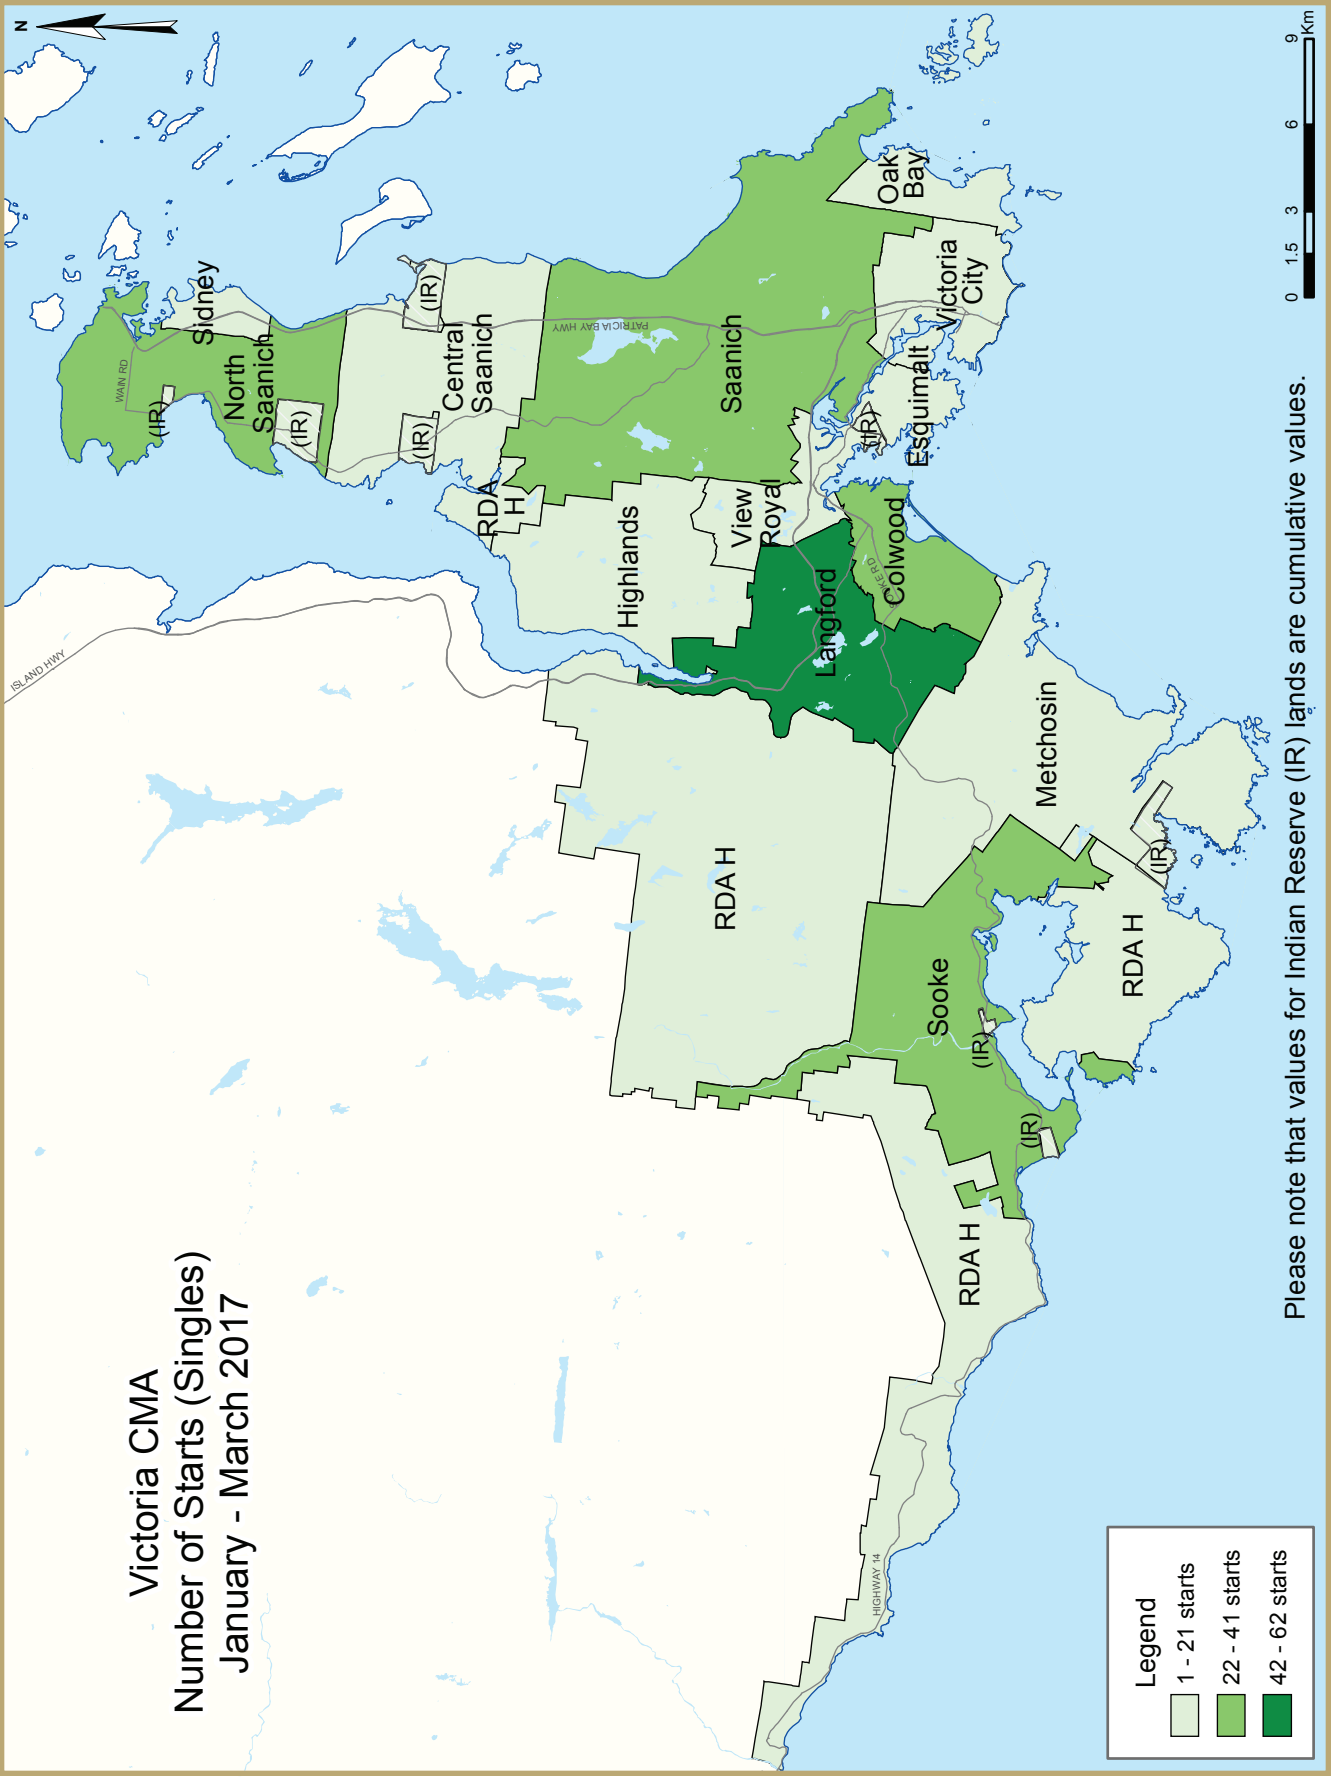 Victoria CMA
Number of Starts (Singles)
January - March 2017
N
ISLAND HWY
WAIN RD
(IR)
North
Saanich
Sidney
(IR)
(IR)
(IR)
Central
Saanich
PATRICIA BAY HWY
RDA
H
Highlands
View
Royal
Saanich
Oak
Bay
Victoria
City
Esquimalt
(IR)
Langford
Colwood
SOOKE RD
Metchosin
(IR)
RDA H
RDA H
Sooke
(IR)
(IR)
RDA H
HIGHWAY 14
Legend
1 - 21 starts
22 - 41 starts
42 - 62 starts
0 1.5 3 6 9
Km
Please note that values for Indian Reserve (IR) lands are cumulative values.